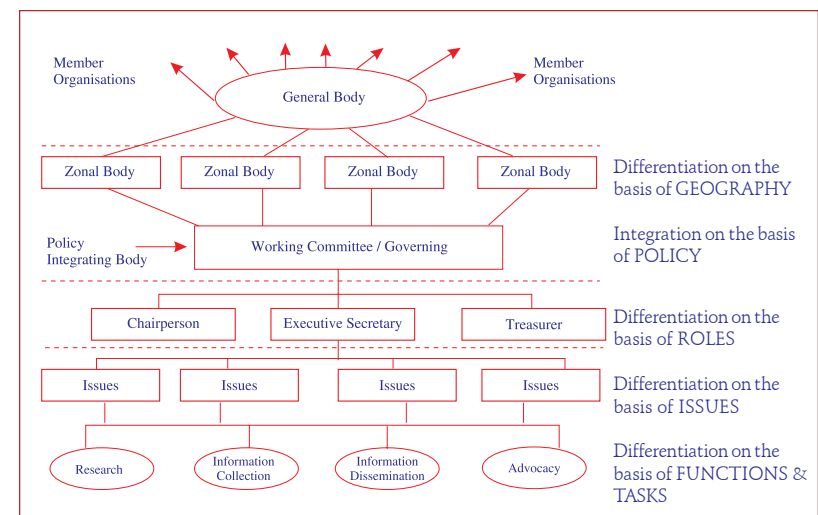 Member
Organisations
Member
Organisations
General Body
Zonal Body
Zonal Body
Zonal Body
Zonal Body
Differentiation on the
basis of GEOGRAPHY
Policy
Integrating Body
Working Committee / Governing
Integration on the basis
of POLICY
Chairperson
Executive Secretary
Treasurer
Differentiation on the
basis of ROLES
Issues
Issues
Issues
Issues
Differentiation on the
basis of ISSUES
Research
Information
Collection
Information
Dissemination
Advocacy
Differentiation on the
basis of FUNCTIONS &
TASKS